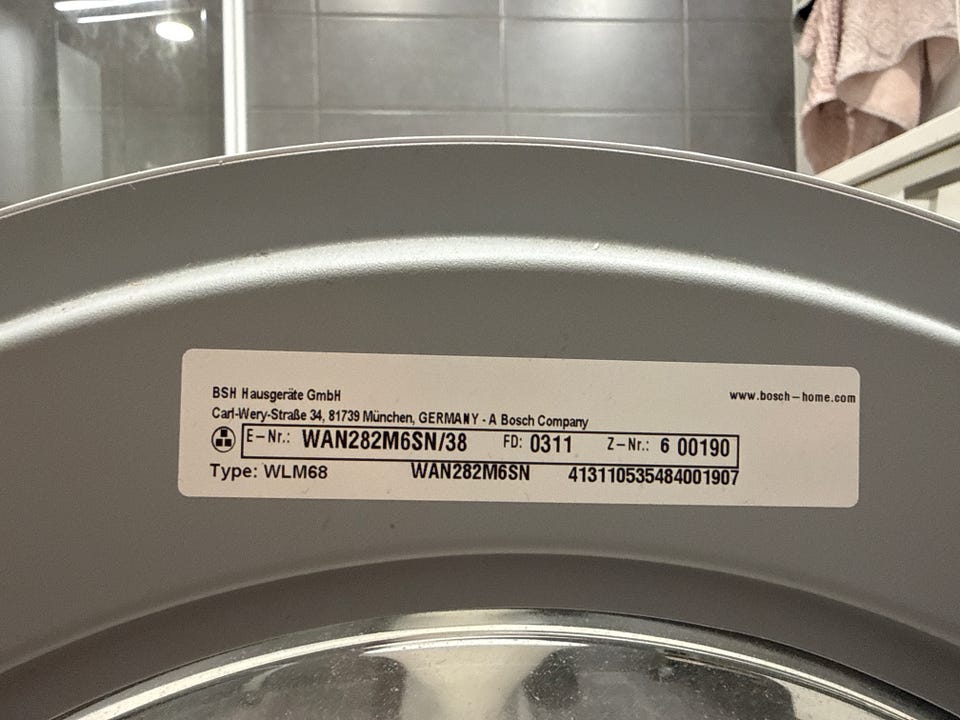 BSH Hausgeräte GmbH www.bosch-home.com
Carl-Wery-Straße 34, 81739 München, GERMANY - A Bosch Company
E-Nr.: WAN282M6SN/38 FD: 0311 Z-Nr.: 6 00190
Type: WLM68 WAN282M6SN 413110535484001907